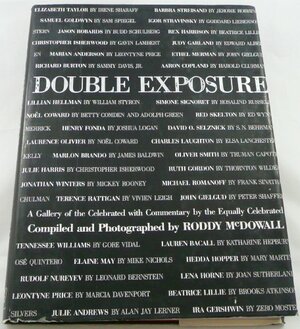 ELIZABETH TAYLOR by IRENE SHARAFF BARBRA STREISAND by JEROME ROBBI
SAMUEL GOLDWYN by SAM SPIEGEL IGOR STRAVINSKY by GODDARD LIEBERS
STERN JASON ROBARDS by BUDD SCHULBERG REX HARRISON by BEATRICE LILLIE
CHRISTOPHER ISHERWOOD by GAVIN LAMBERT JUDY GARLAND by EDWARD ALBEE
RN MARIAN ANDERSON by LEONTYNE PRICE ETHEL MERMAN by JOHN GIELGUD
RICHARD BURTON by SAMMY DAVIS, JR. AARON COPLAND by HAROLD CLURMAN
DOUBLE EXPOSURE
LILLIAN HELLMAN by WILLIAM STYRON SIMONE SIGNORET by ROSALIND RUSSELL
NOËL COWARD by BETTY COMDEN and ADOLPH GREEN RED SKELTON by ED WYN
MERRICK HENRY FONDA by JOSHUA LOGAN DAVID O. SELZNICK by S. N. BEHRMAN
LAURENCE OLIVIER by NOËL COWARD CHARLES LAUGHTON by ELSA LANCHESTER
KELLY MARLON BRANDO by JAMES BALDWIN OLIVER SMITH by TRUMAN CAPOTE
JULIE HARRIS by CHRISTOPHER ISHERWOOD RUTH GORDON by THORNTON WILDER
JONATHAN WINTERS by MICKEY ROONEY MICHAEL ROMANOFF by FRANK SINATRA
CHULMAN TERENCE RATTIGAN by VIVIEN LEIGH JOHN GIELGUD by PETER SHAFFER
A Gallery of the Celebrated with Commentary by the Equally Celebrated
Compiled and Photographed by RODDY McDOWALL
TENNESSEE WILLIAMS by GORE VIDAL LAUREN BACALL by KATHARINE HEPBURN
OSÉ QUINTERO ELAINE MAY by MIKE NICHOLS HEDDA HOPPER by MARY MARTIN
RUDOLF NUREYEV by LEONARD BERNSTEIN LENA HORNE by JOAN SUTHERLAND
LEONTYNE PRICE by MARCIA DAVENPORT BEATRICE LILLIE by BROOKS ATKINSON
SILVERS JULIE ANDREWS by ALAN JAY LERNER IRA GERSHWIN by ZERO MOSTEL